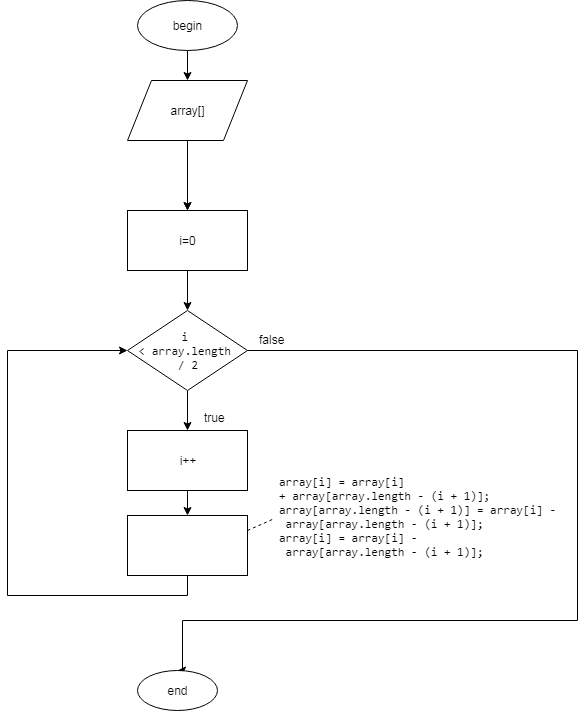 begin
array[]
i=0
i
< array.length
/ 2
false
true
i++
array[i] = array[i]
+ array[array.length - (i + 1)];
array[array.length - (i + 1)] = array[i] -
array[array.length - (i + 1)];
array[i] = array[i] -
array[array.length - (i + 1)];
end